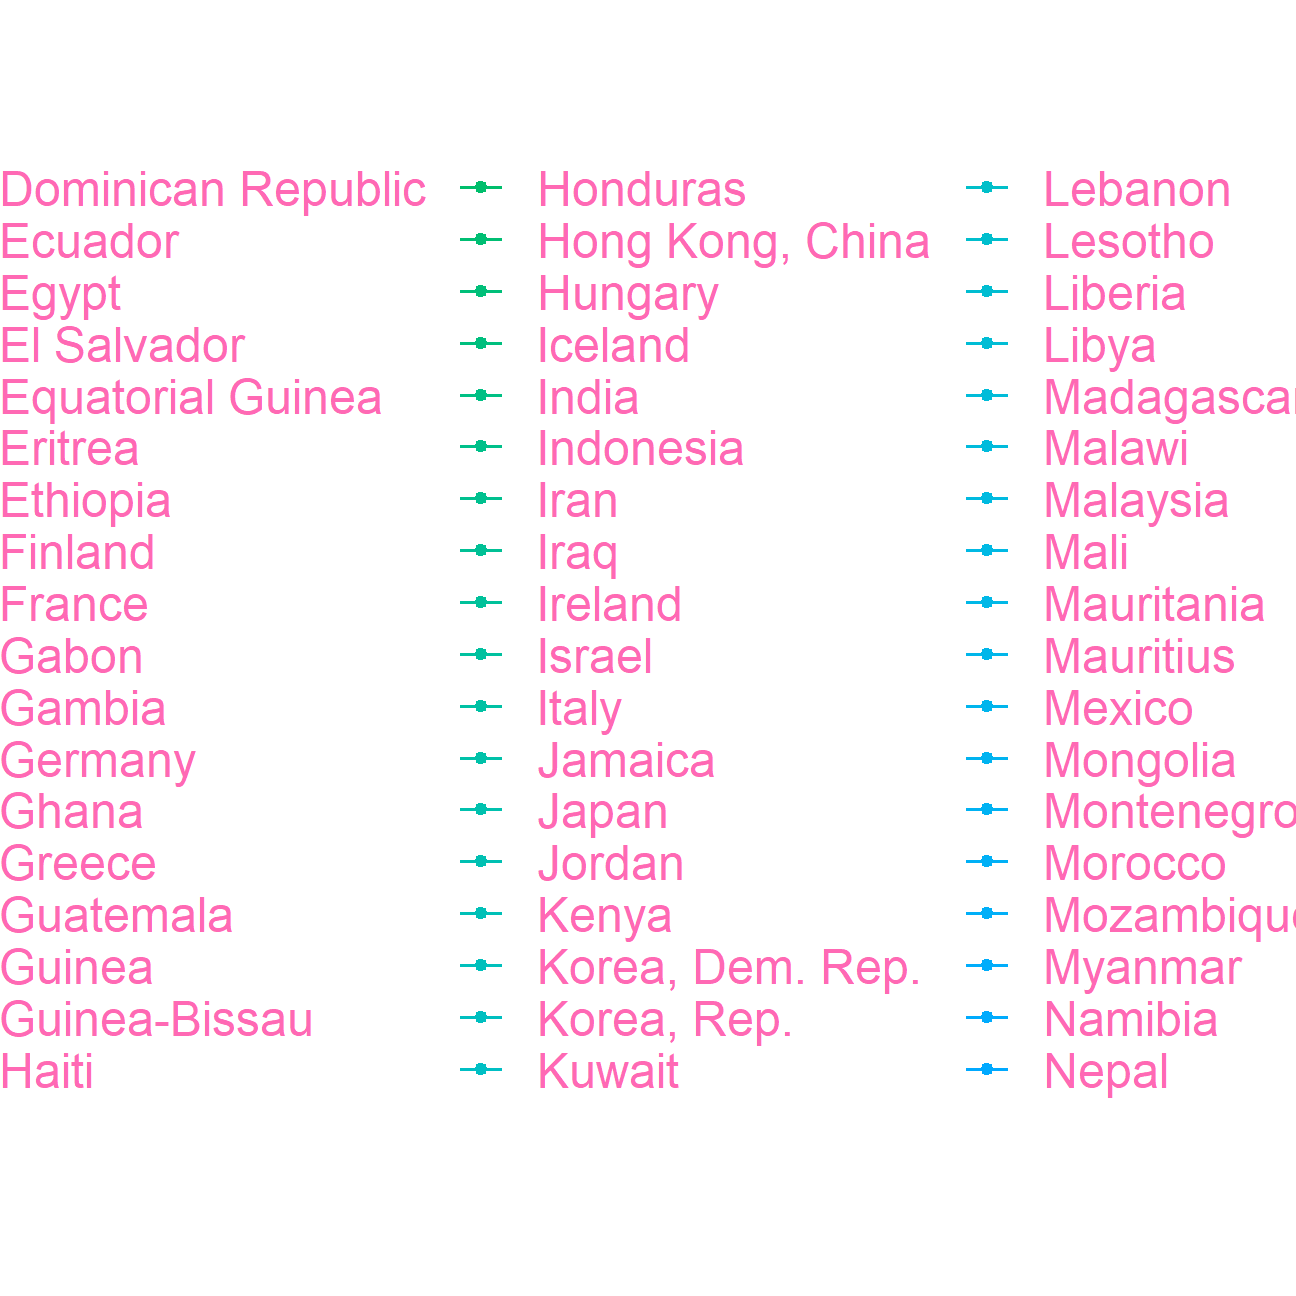 Dominican Republic
Ecuador
Egypt
El Salvador
Equatorial Guinea
Eritrea
Ethiopia
Finland
France
Gabon
Gambia
Germany
Ghana
Greece
Guatemala
Guinea
Guinea-Bissau
Haiti
Honduras
Hong Kong, China
Hungary
Iceland
India
Indonesia
Iran
Iraq
Ireland
Israel
Italy
Jamaica
Japan
Jordan
Kenya
Korea, Dem. Rep.
Korea, Rep.
Kuwait
Lebanon
Lesotho
Liberia
Libya
Madagascar
Malawi
Malaysia
Mali
Mauritania
Mauritius
Mexico
Mongolia
Montenegro
Morocco
Mozambique
Myanmar
Namibia
Nepal